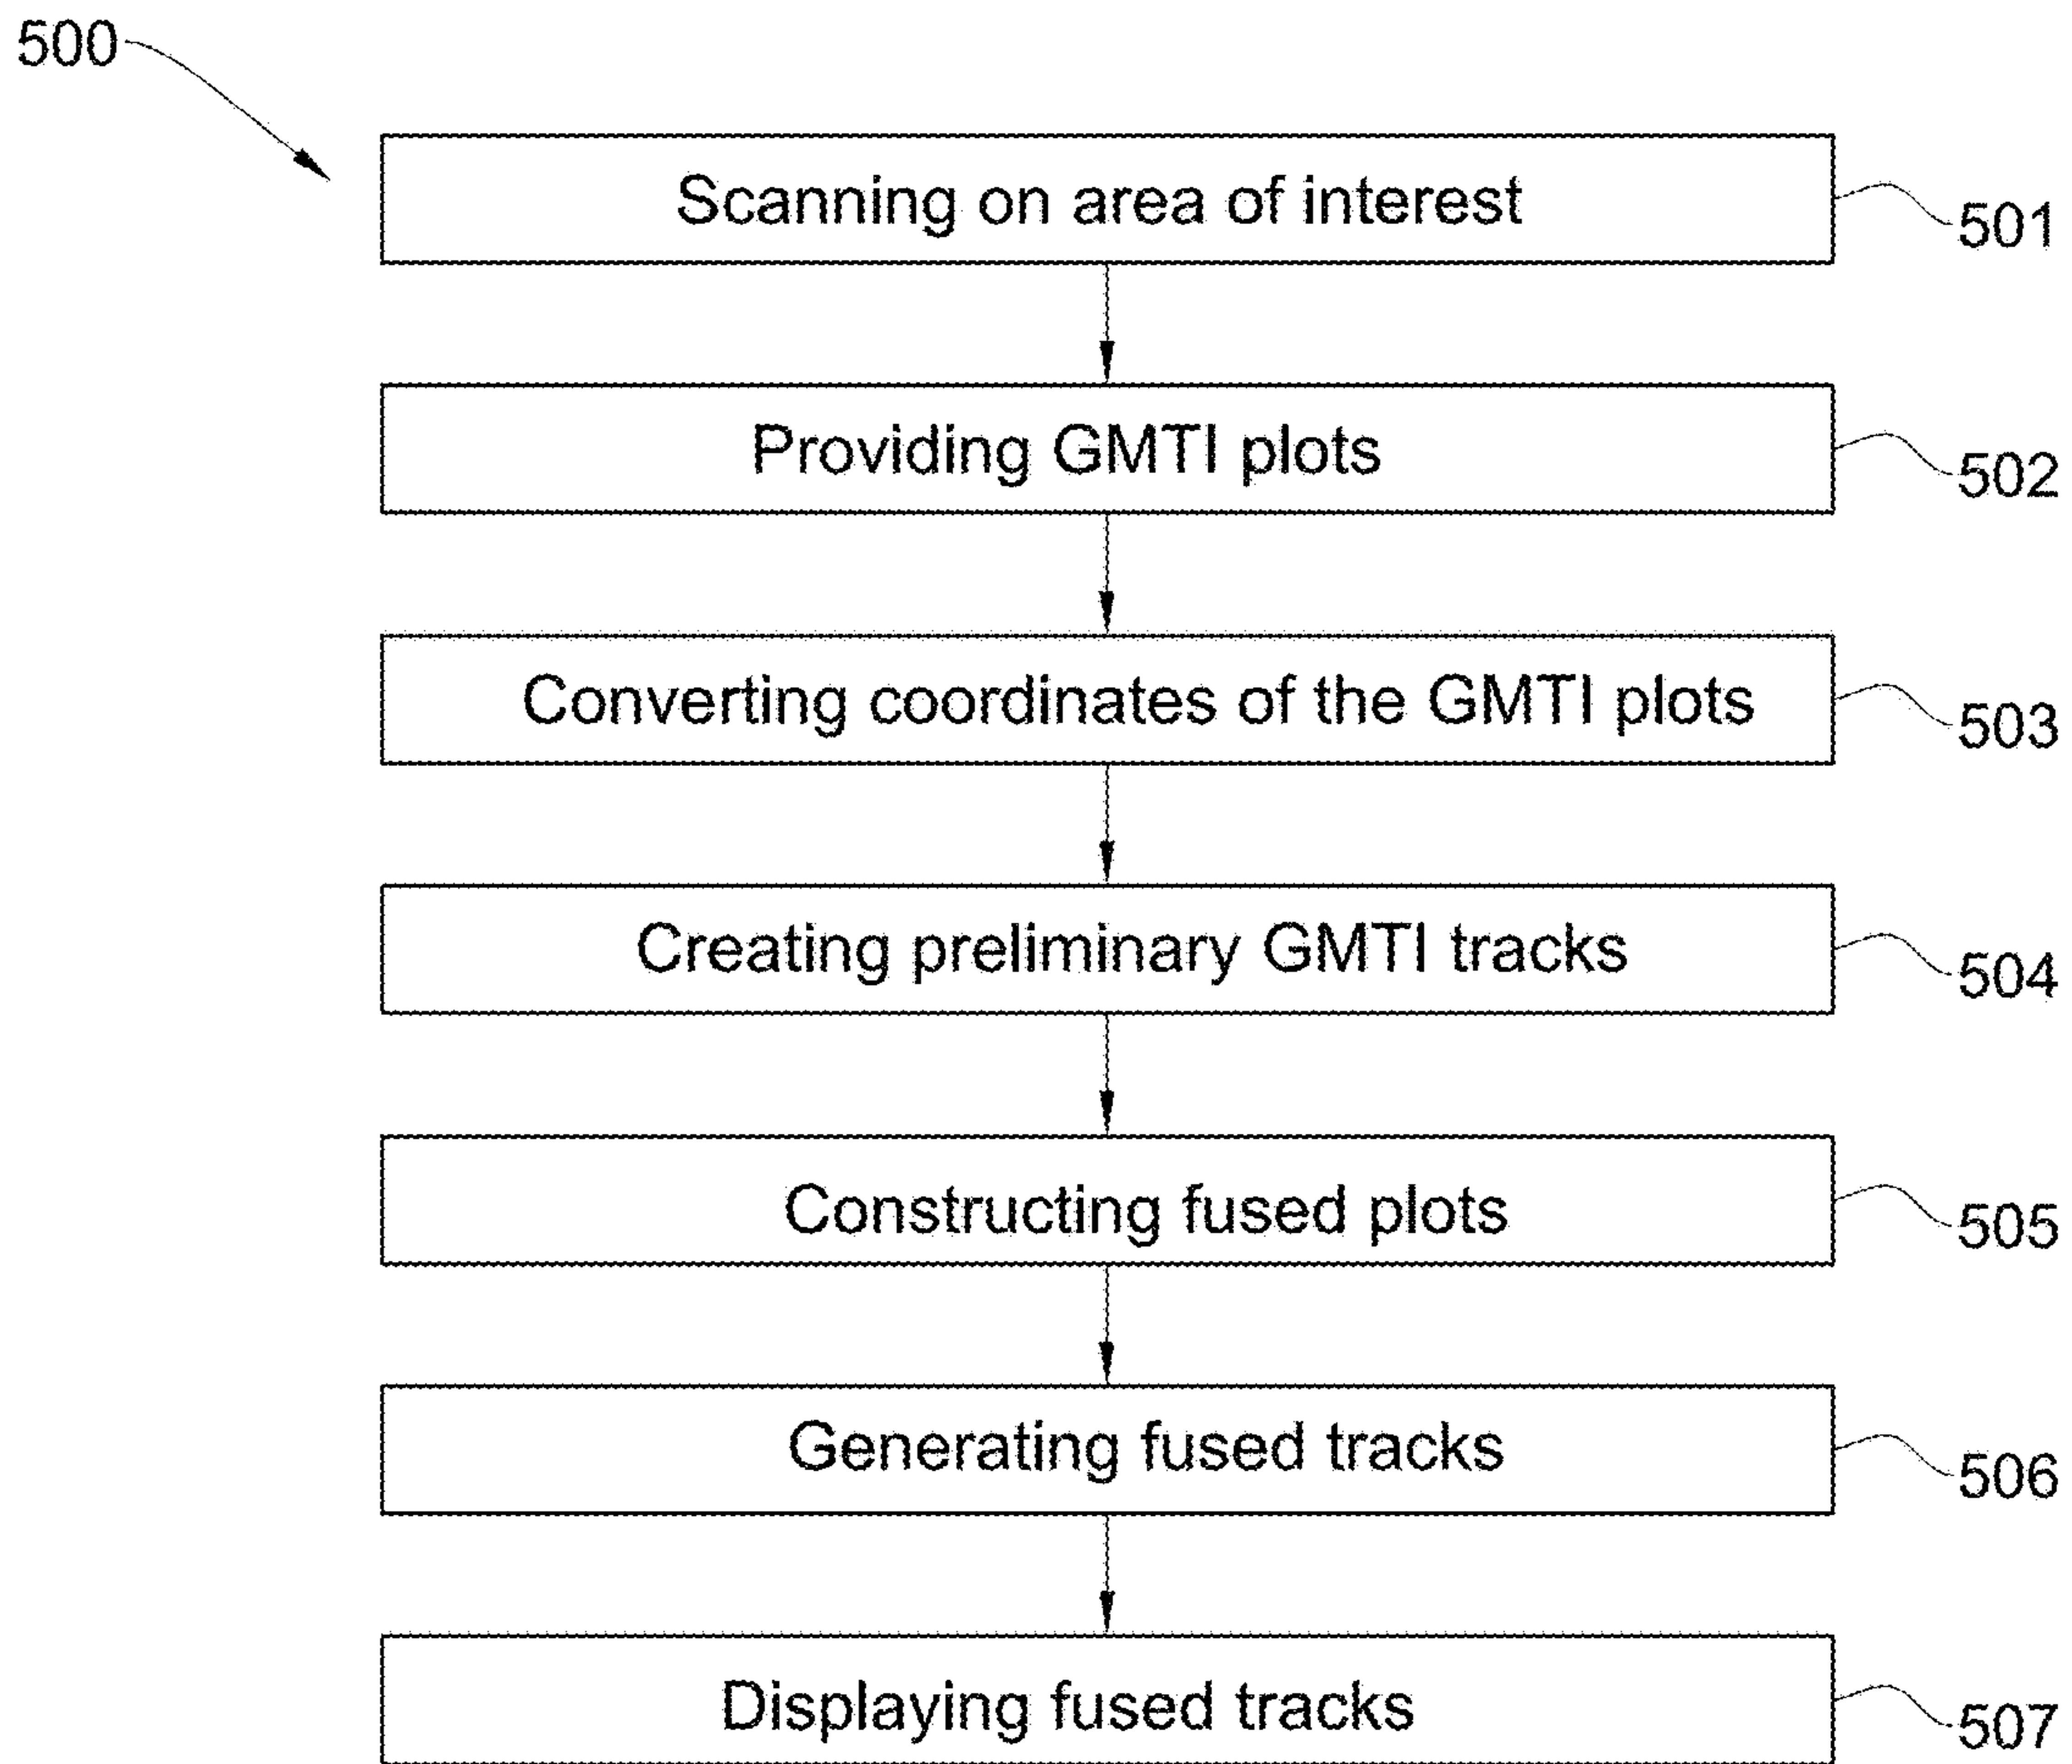 500
Scanning on area of interest
501
Providing GMTI plots
502
Converting coordinates of the GMTI plots
503
Creating preliminary GMTI tracks
504
Constructing fused plots
505
Generating fused tracks
506
Displaying fused tracks
507